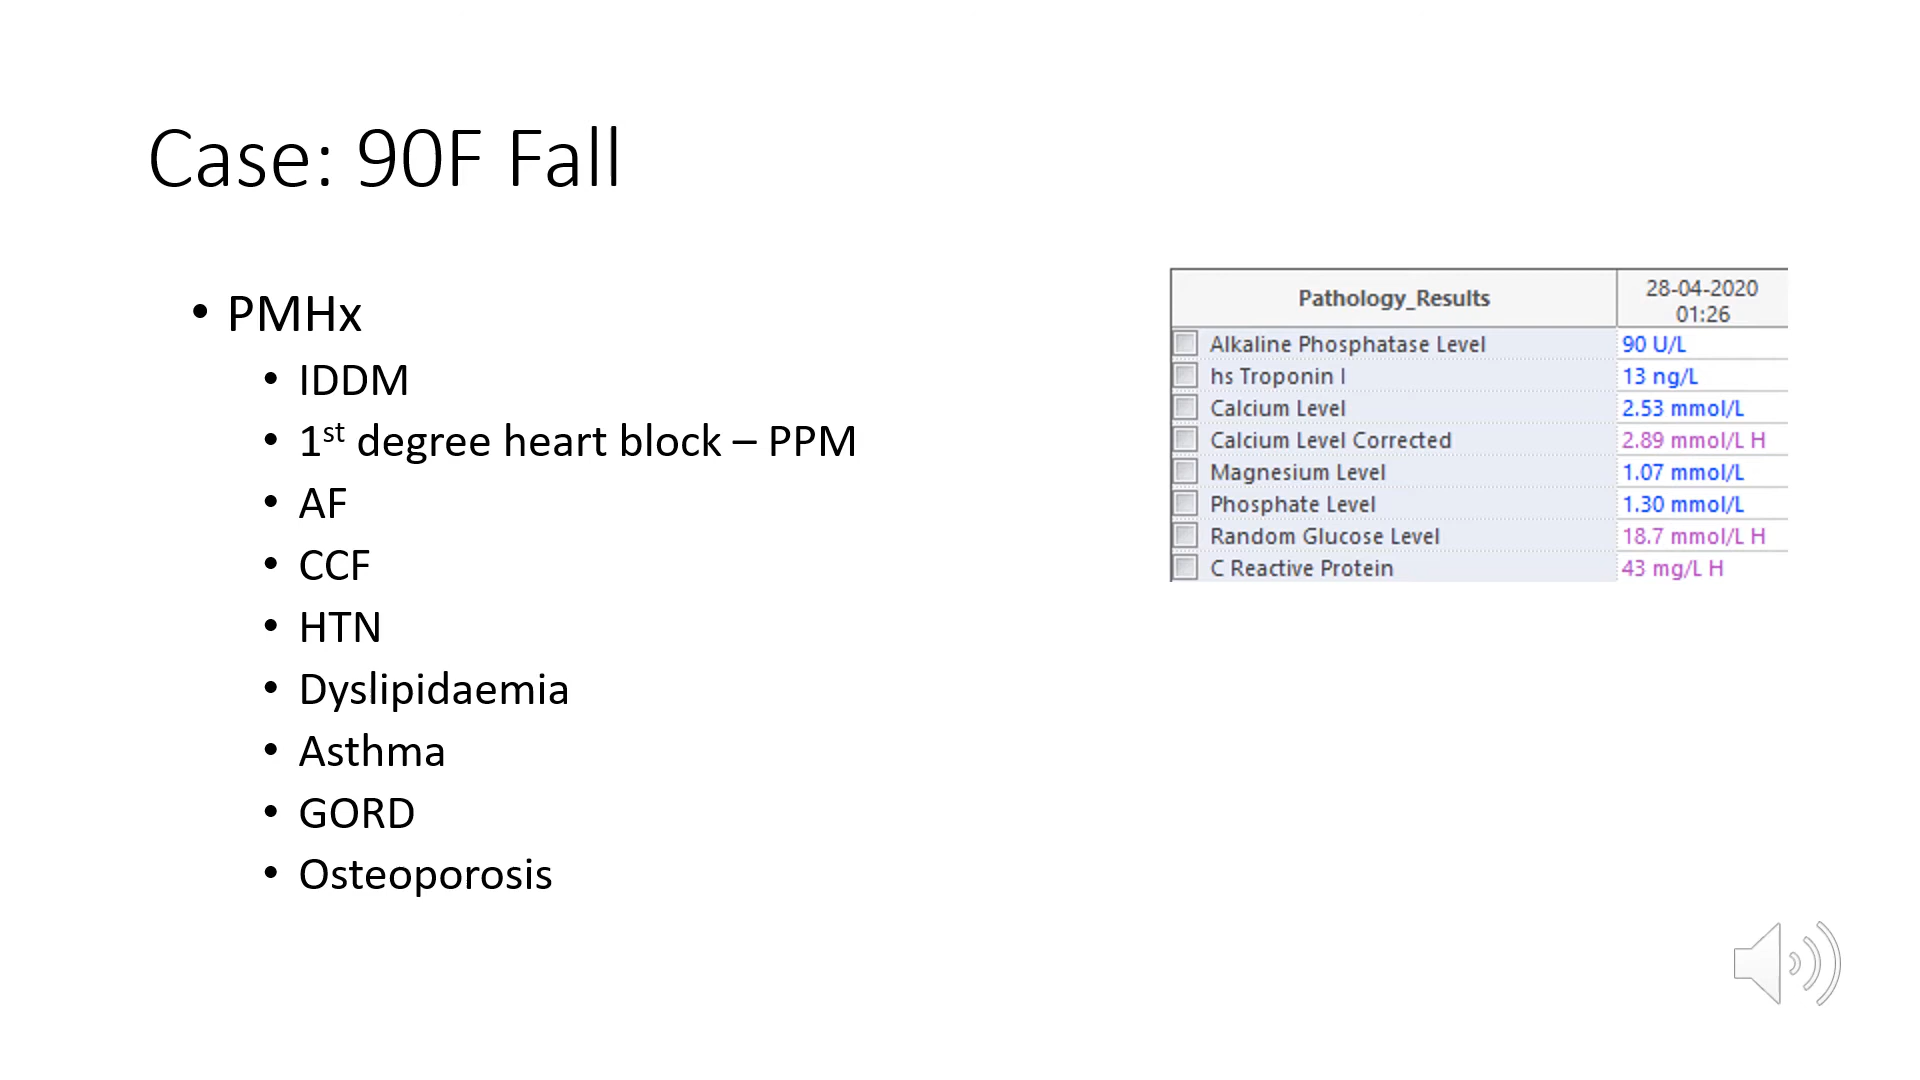 Case: 90F Fall
• PMHx
• IDDM
• 1st degree heart block – PPM
• AF
• CCF
• HTN
• Dyslipidaemia
• Asthma
• GORD
• Osteoporosis
Pathology_Results 28-04-2020 01:26
Alkaline Phosphatase Level 90 U/L
hs Troponin I 13 ng/L
Calcium Level 2.53 mmol/L
Calcium Level Corrected 2.89 mmol/L H
Magnesium Level 1.07 mmol/L
Phosphate Level 1.30 mmol/L
Random Glucose Level 18.7 mmol/L H
C Reactive Protein 43 mg/L H